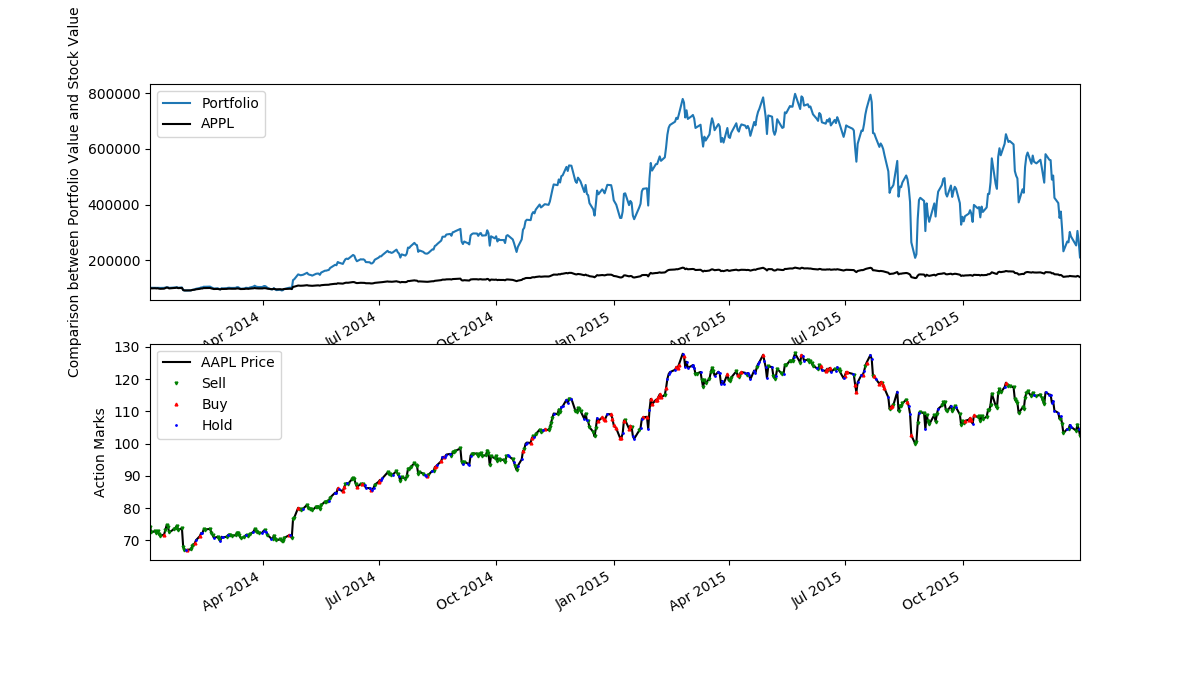 Comparison between Portfolio Value and Stock Value
800000
600000
400000
200000
Portfolio
APPL
Apr 2014
Jul 2014
Oct 2014
Jan 2015
Apr 2015
Jul 2015
Oct 2015
Action Marks
130
120
110
100
90
80
70
AAPL Price
Sell
Buy
Hold
Apr 2014
Jul 2014
Oct 2014
Jan 2015
Apr 2015
Jul 2015
Oct 2015